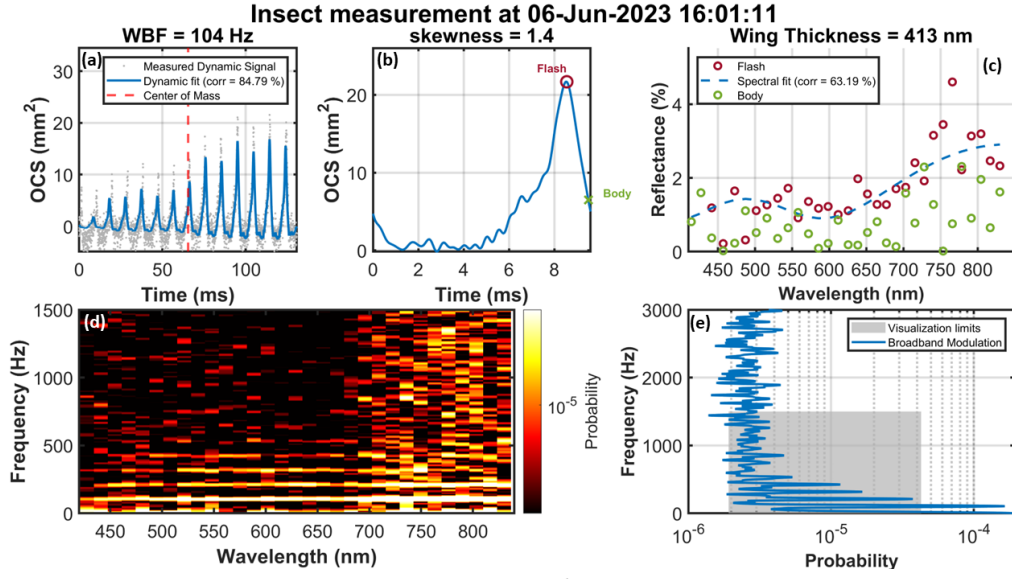 Insect measurement at 06-Jun-2023 16:01:11
WBF = 104 Hz
(a)
Measured Dynamic Signal
Dynamic fit (corr = 84.79 %)
Center of Mass
OCS (mm²)
30
20
10
0
0
50
100
Time (ms)
skewness = 1.4
(b)
Flash
Body
OCS (mm²)
20
10
0
0
2
4
6
8
Time (ms)
Wing Thickness = 413 nm
(c)
Flash
Spectral fit (corr = 63.19 %)
Body
Reflectance (%)
4
2
0
450
500
550
600
650
700
750
800
Wavelength (nm)
(d)
Frequency (Hz)
1500
1000
500
0
450
500
550
600
650
700
750
800
Wavelength (nm)
10⁻⁵
Probability
(e)
Visualization limits
Broadband Modulation
Frequency (Hz)
3000
2000
1000
0
10⁻⁶
10⁻⁵
10⁻⁴
Probability